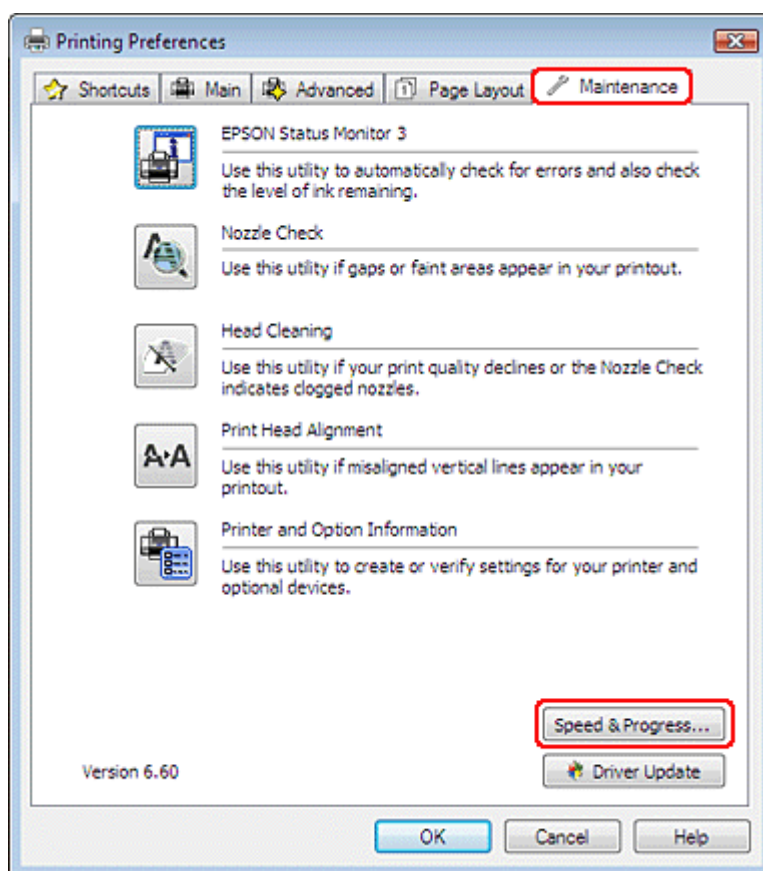 Printing Preferences
Shortcuts Main Advanced Page Layout Maintenance
EPSON Status Monitor 3
Use this utility to automatically check for errors and also check
the level of ink remaining.
Nozzle Check
Use this utility if gaps or faint areas appear in your printout.
Head Cleaning
Use this utility if your print quality declines or the Nozzle Check
indicates clogged nozzles.
Print Head Alignment
A A
Use this utility if misaligned vertical lines appear in your
printout.
Printer and Option Information
Use this utility to create or verify settings for your printer and
optional devices.
Speed & Progress...
Version 6.60 Driver Update
OK Cancel Help